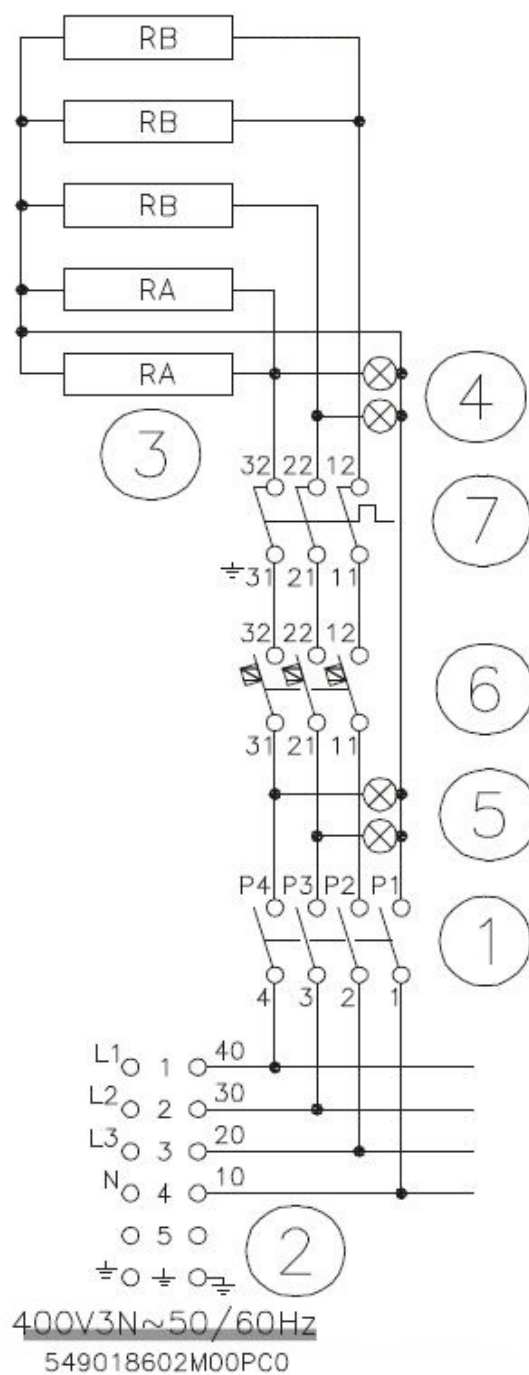 RB
RB
RB
RA
RA
4
3
32 22 12
7
31 21 11
32 22 12
6
31 21 11
5
P4 P3 P2 P1
1
4 3 2 1
L1 1 40
L2 2 30
L3 3 20
N 4 10
5
2
400V3N~50/60Hz
549018602M00PC0